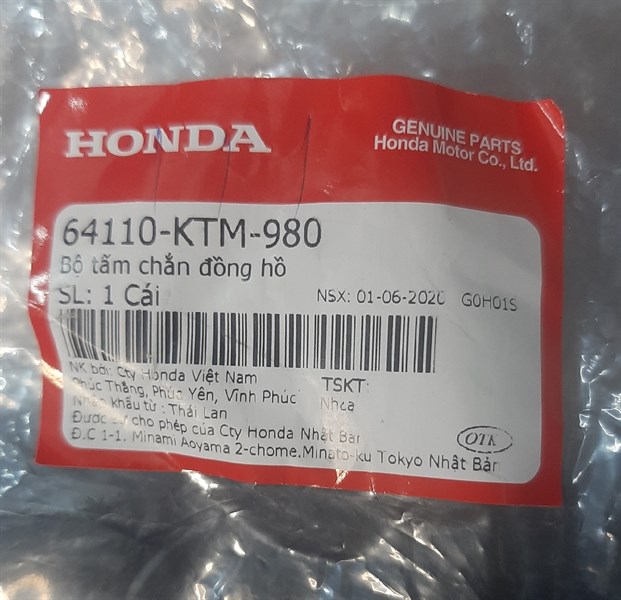 HONDA
GENUINE PARTS
Honda Motor Co., Ltd.
64110-KTM-980
Bộ tấm chắn đồng hồ
SL: 1 Cái
NSX: 01-06-2020 G0H01S
NK bởi: Cty Honda Việt Nam
TSKT:
Phúc Thắng, Phúc Yên, Vĩnh Phúc
Nhựa
Nhập khẩu từ : Thái Lan
Được sự cho phép của Cty Honda Nhật Bản
Đ.C 1-1, Minami Aoyama 2-chome,Minato-ku Tokyo Nhật Bản
OTK